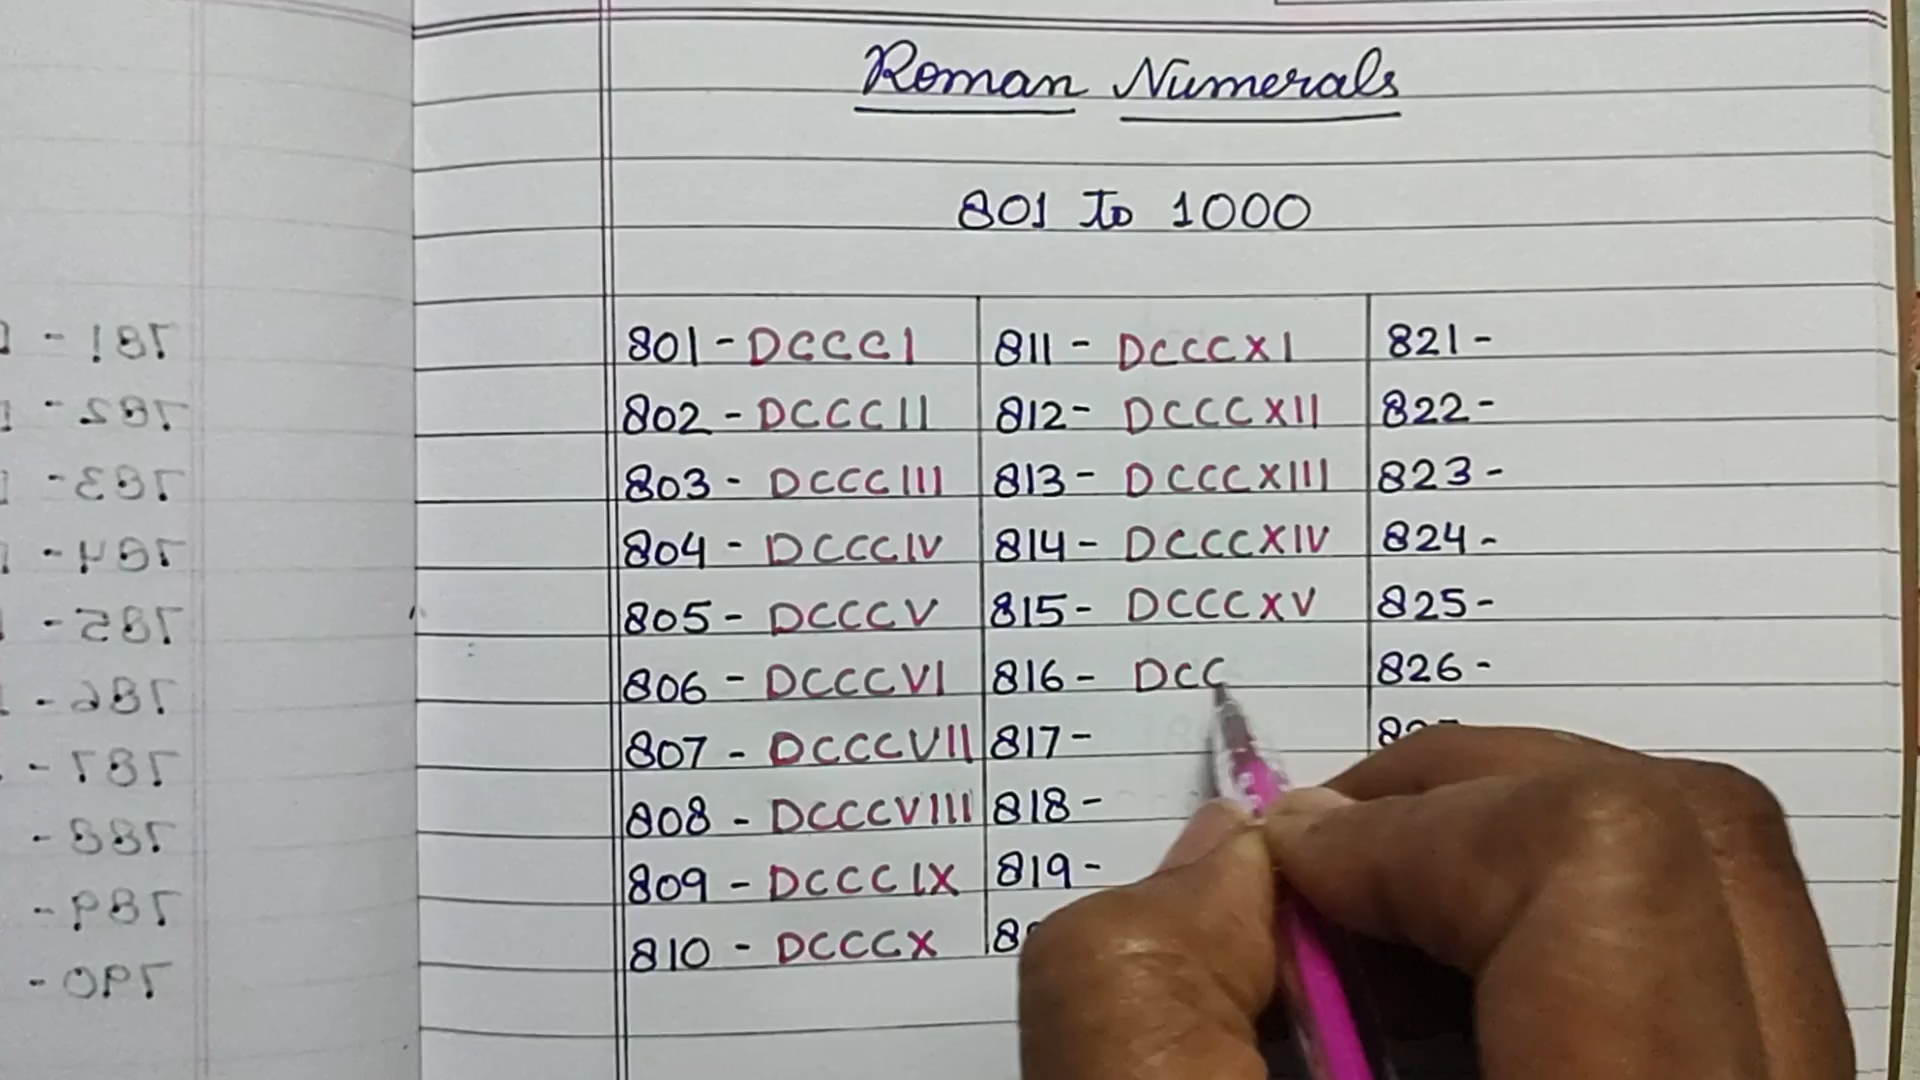 Roman Numerals
801 To 1000
801 - DCCCI
802 - DCCCII
803 - DCCCIII
804 - DCCCIV
805 - DCCCV
806 - DCCCVI
807 - DCCCVII
808 - DCCCVIII
809 - DCCCIX
810 - DCCCX
811 - DCCCXI
812 - DCCCXII
813 - DCCCXIII
814 - DCCCXIV
815 - DCCCXV
816 - DCC
817 -
818 -
819 -
821 -
822 -
823 -
824 -
825 -
826 -